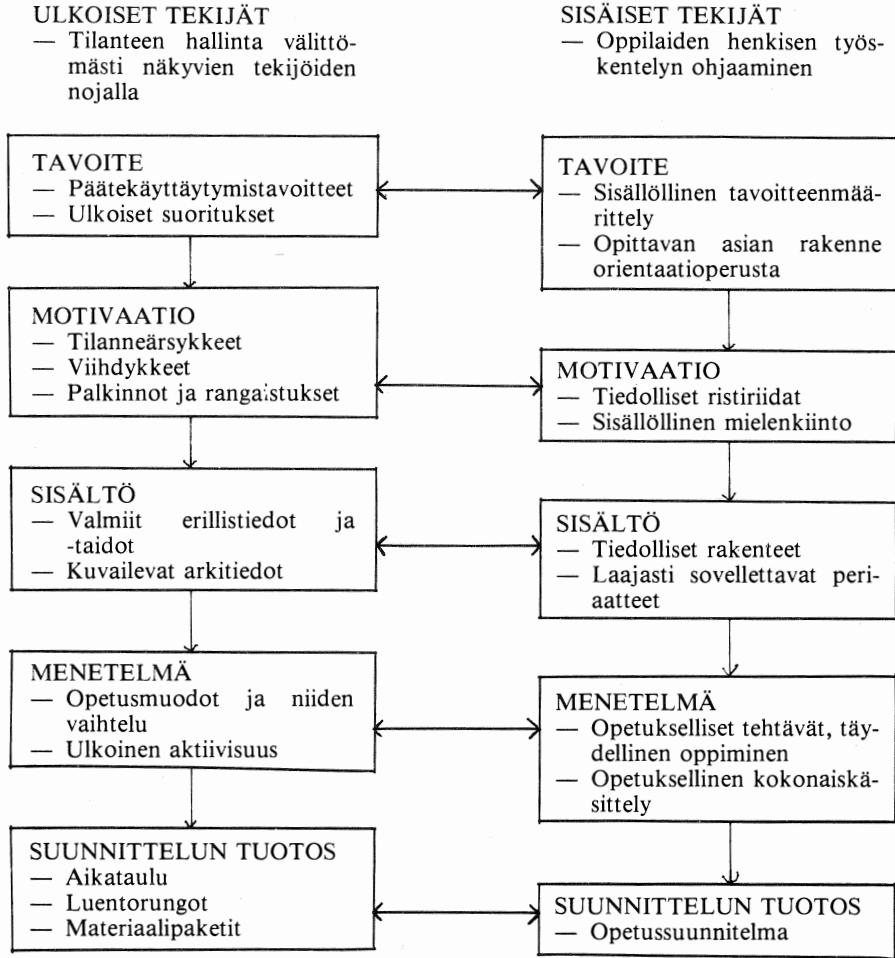 ULKOISET TEKIJÄT
— Tilanteen hallinta välittö-
mästi näkyvien tekijöiden
nojalla
TAVOITE
— Päätekäyttäytymistavoitteet
— Ulkoiset suoritukset
MOTIVAATIO
— Tilanneärsykkeet
— Viihdykkeet
— Palkinnot ja rangaistukset
SISÄLTÖ
— Valmiit erillistiedot ja
-taidot
— Kuvailevat arkitiedot
MENETELMÄ
— Opetusmuodot ja niiden
vaihtelu
— Ulkoinen aktiivisuus
SUUNNITTELUN TUOTOS
— Aikataulu
— Luentorungot
— Materiaalipaketit
SISÄISET TEKIJÄT
— Oppilaiden henkisen työs-
kentelyn ohjaaminen
TAVOITE
— Sisällöllinen tavoitteenmää-
rittely
— Opittavan asian rakenne
orientaatioperusta
MOTIVAATIO
— Tiedolliset ristiriidat
— Sisällöllinen mielenkiinto
SISÄLTÖ
— Tiedolliset rakenteet
— Laajasti sovellettavat peri-
aatteet
MENETELMÄ
— Opetukselliset tehtävät, täy-
dellinen oppiminen
— Opetuksellinen kokonaiskä-
sittely
SUUNNITTELUN TUOTOS
— Opetussuunnitelma